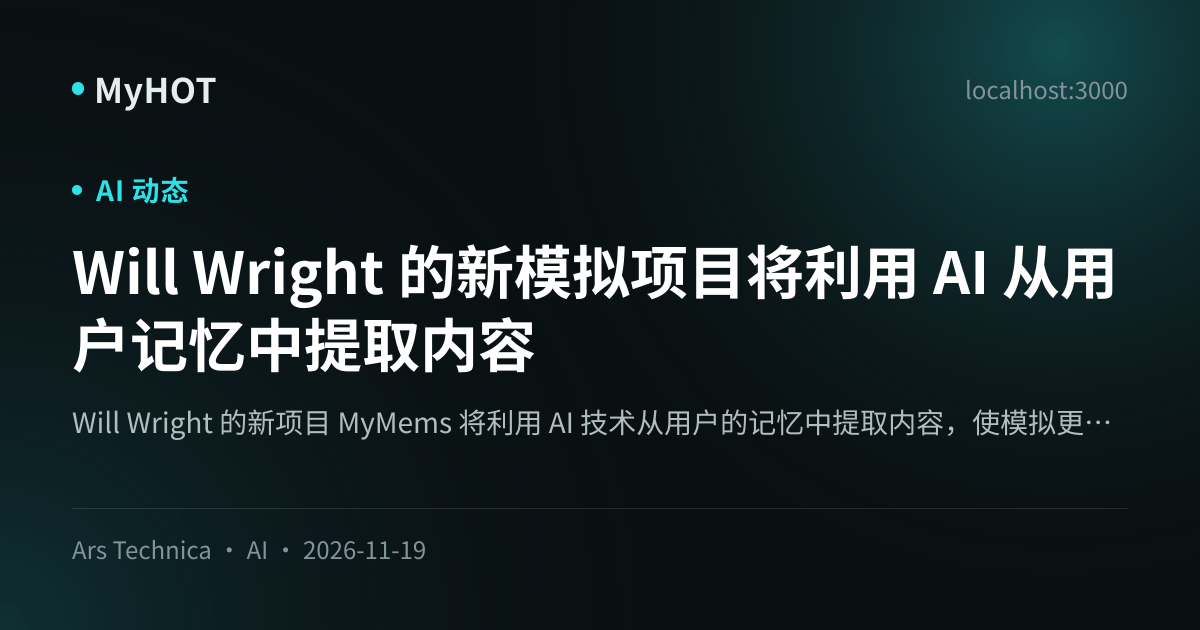 MyHOT
localhost:3000
AI 动态
Will Wright 的新模拟项目将利用 AI 从用
户记忆中提取内容
Will Wright 的新项目 MyMems 将利用 AI 技术从用户的记忆中提取内容，使模拟更…
Ars Technica · AI · 2026-11-19